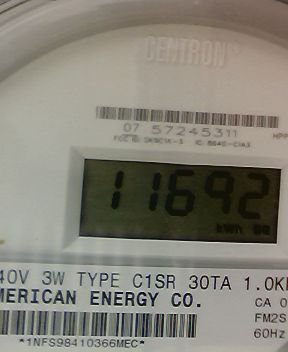 CENTRON®
07 57245311
11692
kWh
40V 3W TYPE C1SR 30TA 1.0K
MERICAN ENERGY CO.
CA 0
FM2S
60Hz
*1NFS98410366MEC*